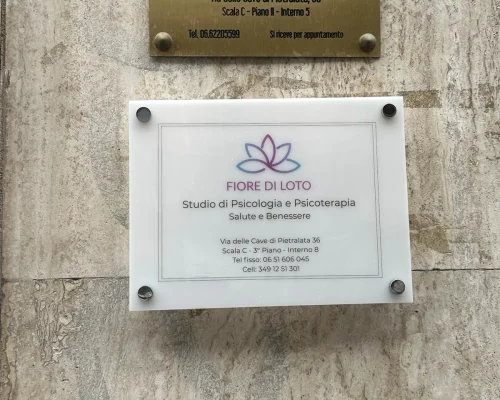 Scala C - Piano II - Interno 5
Tel. 06.62205599 Si riceve per appuntamento
FIORE DI LOTO
Studio di Psicologia e Psicoterapia
Salute e Benessere
Via delle Cave di Pietralata 36
Scala C - 3° Piano - Interno 8
Tel fisso: 06 51 606 045
Cell: 349 12 51 301